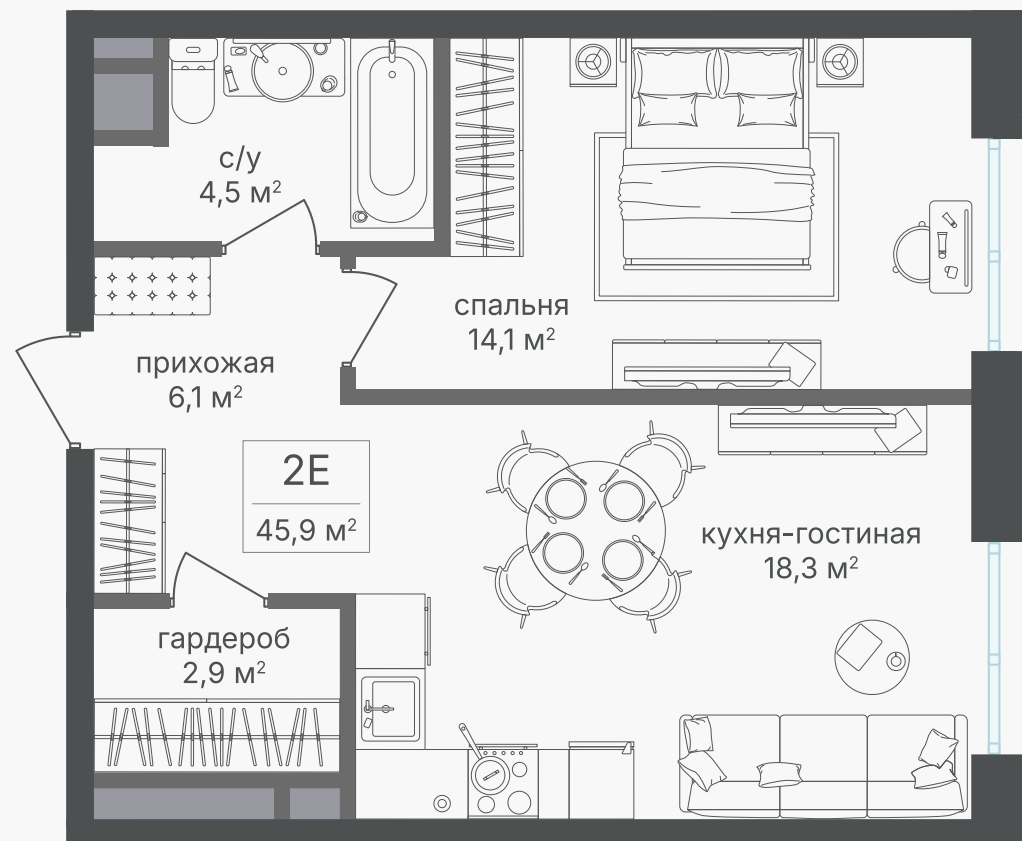 с/у
4,5 м²
спальня
14,1 м²
прихожая
6,1 м²
2Е
45,9 м²
кухня-гостиная
18,3 м²
гардероб
2,9 м²